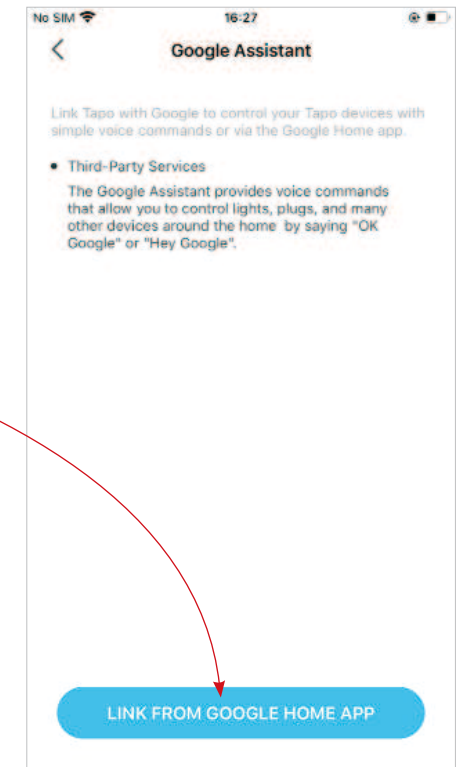 No SIM 16:27
Google Assistant
Link Tapo with Google to control your Tapo devices with
simple voice commands or via the Google Home app.
• Third-Party Services
The Google Assistant provides voice commands
that allow you to control lights, plugs, and many
other devices around the home by saying "OK
Google" or "Hey Google".
LINK FROM GOOGLE HOME APP